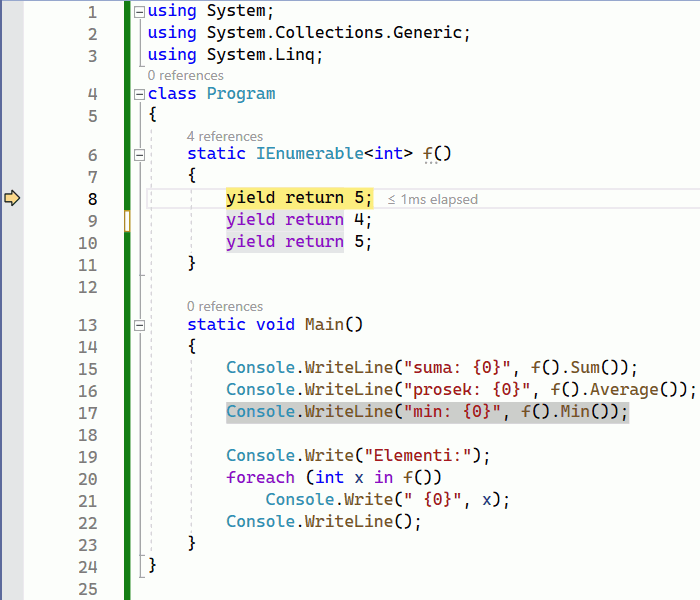 1 using System;
2 using System.Collections.Generic;
3 using System.Linq;
0 references
4 class Program
5 {
4 references
6 static IEnumerable<int> f()
7 {
8 yield return 5; ≤ 1ms elapsed
9 yield return 4;
10 yield return 5;
11 }
12
0 references
13 static void Main()
14 {
15 Console.WriteLine("suma: {0}", f().Sum());
16 Console.WriteLine("prosek: {0}", f().Average());
17 Console.WriteLine("min: {0}", f().Min());
18
19 Console.Write("Elementi:");
20 foreach (int x in f())
21 Console.Write(" {0}", x);
22 Console.WriteLine();
23 }
24 }
25